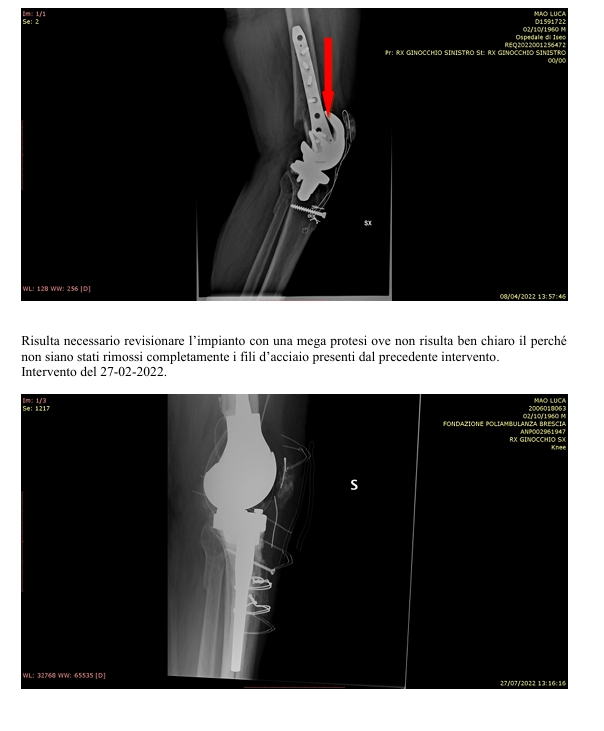 Im: 1/1
Se: 2
MAO LUCA
D1591722
02/10/1960 M
Ospedale di Iseo
REQ2022001256472
Pr: RX GINOCCHIO SINISTRO St: RX GINOCCHIO SINISTRO
00/00
SX
WL: 128 WW: 256 [D]
08/04/2022 13:57:46
Risulta necessario revisionare l'impianto con una mega protesi ove non risulta ben chiaro il perché
non siano stati rimossi completamente i fili d'acciaio presenti dal precedente intervento.
Intervento del 27-02-2022.
Im: 1/3
Se: 1217
MAO LUCA
2006018063
02/10/1960 M
FONDAZIONE POLIAMBULANZA BRESCIA
ANP002961947
RX GINOCCHIO SX
Knee
S
WL: 32768 WW: 65535 [D]
27/07/2022 13:16:16